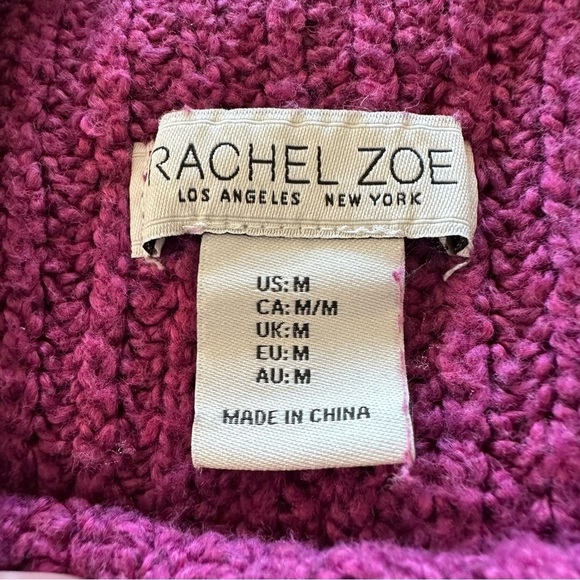 RACHEL ZOE
LOS ANGELES NEW YORK
US: M
CA: M/M
UK: M
EU: M
AU: M
MADE IN CHINA